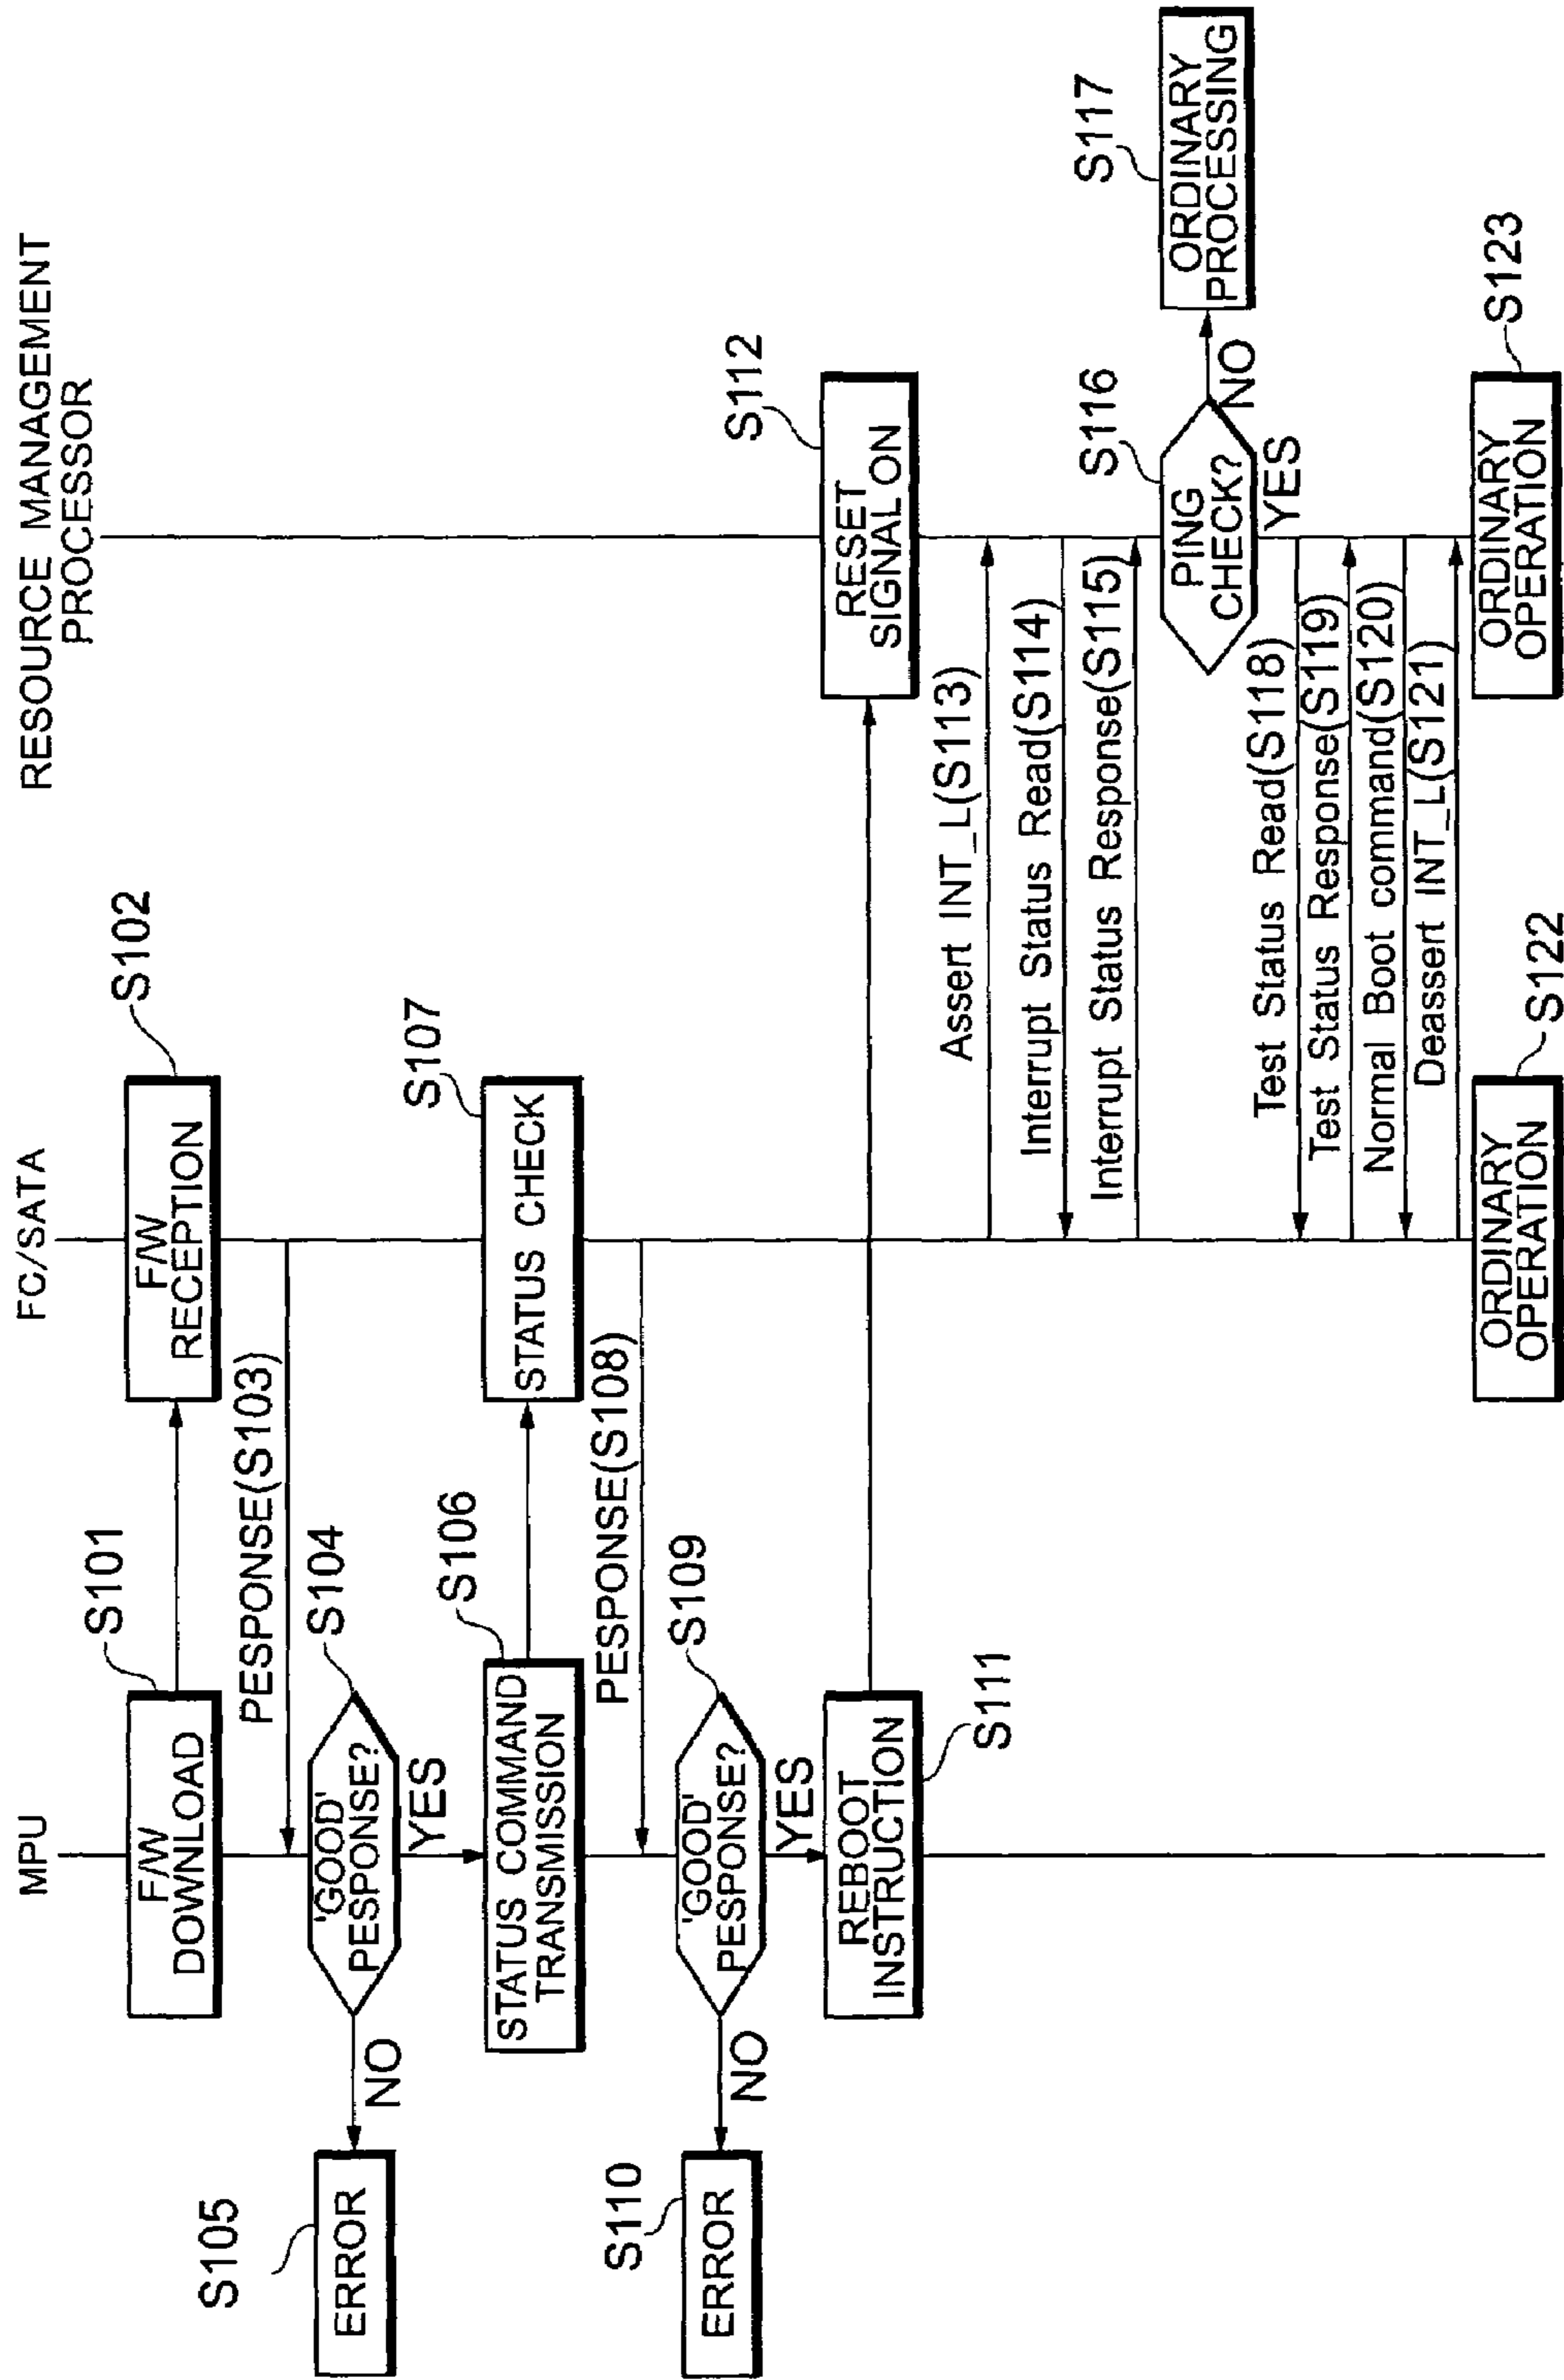 MPU
FC/SATA
RESOURCE MANAGEMENT
PROCESSOR
S101
F/W
DOWNLOAD
S102
F/W
RECEPTION
PESPONSE(S103)
S104
'GOOD'
PESPONSE?
NO
YES
S105
ERROR
S106
STATUS COMMAND
TRANSMISSION
S107
STATUS CHECK
PESPONSE(S108)
S109
'GOOD'
PESPONSE?
NO
YES
S110
ERROR
REBOOT
INSTRUCTION
S111
S112
RESET
SIGNAL ON
Assert INT_L(S113)
Interrupt Status Read(S114)
Interrupt Status Response(S115)
S116
PING
CHECK?
NO
YES
S117
ORDINARY
PROCESSING
Test Status Read(S118)
Test Status Response(S119)
Normal Boot command(S120)
Deassert INT_L(S121)
ORDINARY
OPERATION
S122
ORDINARY
OPERATION
S123